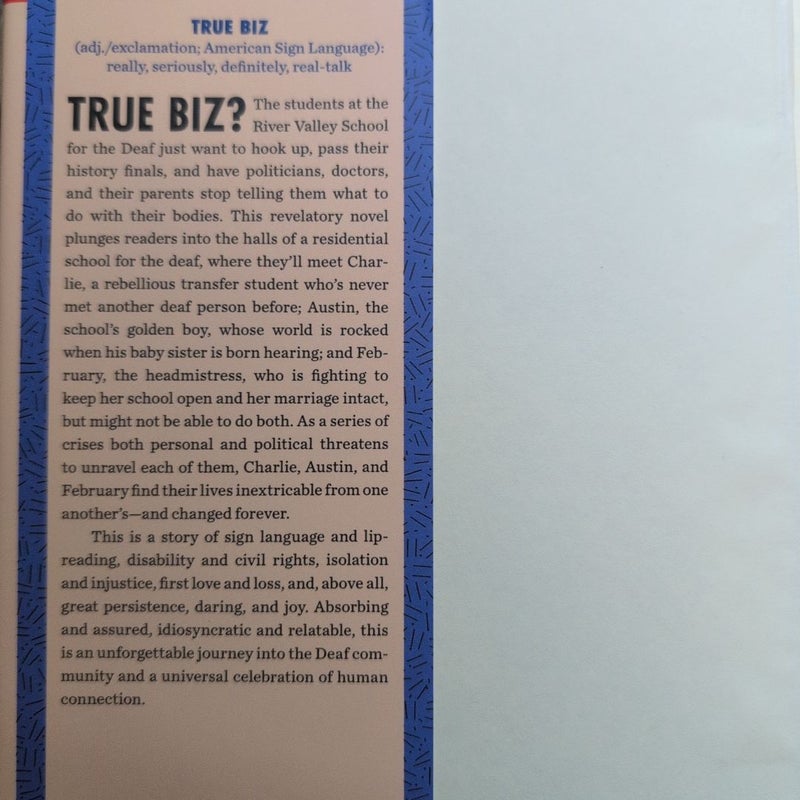 TRUE BIZ
(adj./exclamation; American Sign Language):
really, seriously, definitely, real-talk
TRUE BIZ? The students at the
River Valley School
for the Deaf just want to hook up, pass their
history finals, and have politicians, doctors,
and their parents stop telling them what to
do with their bodies. This revelatory novel
plunges readers into the halls of a residential
school for the deaf, where they'll meet Char-
lie, a rebellious transfer student who's never
met another deaf person before; Austin, the
school's golden boy, whose world is rocked
when his baby sister is born hearing; and Feb-
ruary, the headmistress, who is fighting to
keep her school open and her marriage intact,
but might not be able to do both. As a series of
crises both personal and political threatens
to unravel each of them, Charlie, Austin, and
February find their lives inextricable from one
another's—and changed forever.
This is a story of sign language and lip-
reading, disability and civil rights, isolation
and injustice, first love and loss, and, above all,
great persistence, daring, and joy. Absorbing
and assured, idiosyncratic and relatable, this
is an unforgettable journey into the Deaf com-
munity and a universal celebration of human
connection.